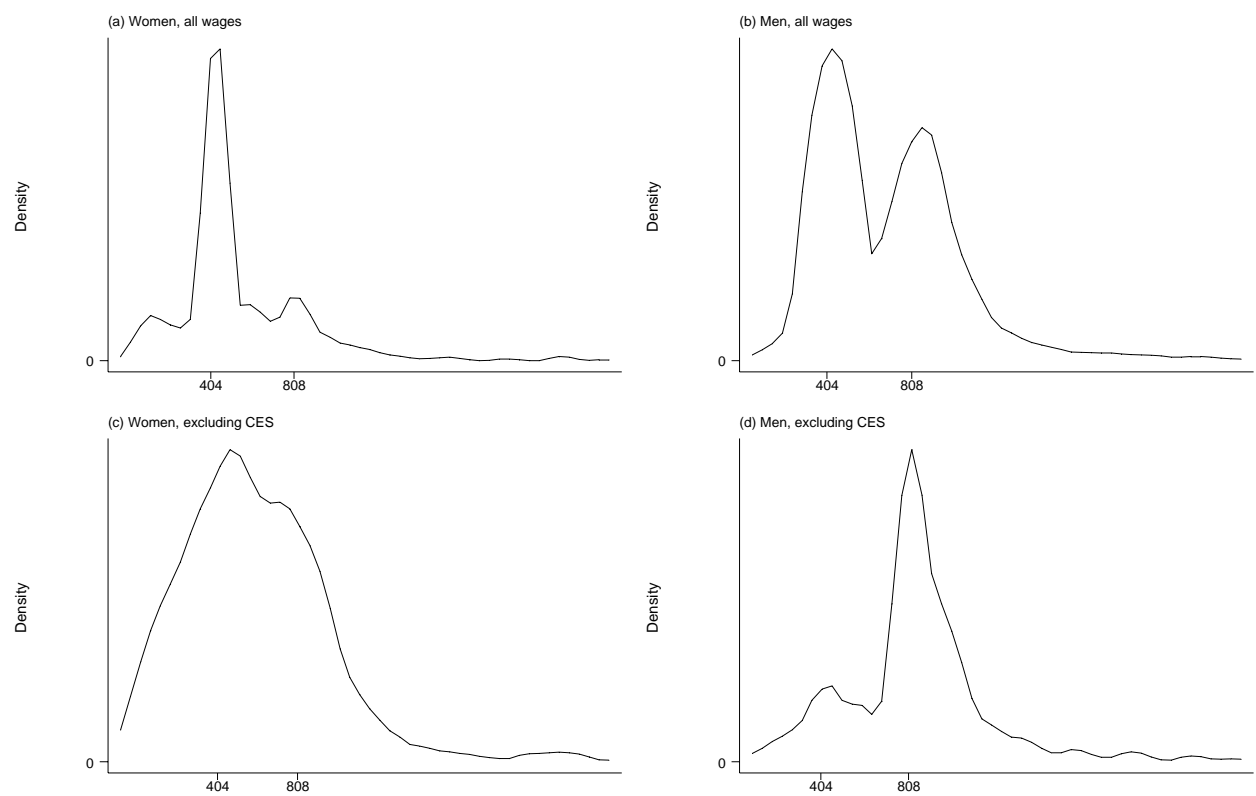 (a) Women, all wages
Density
0
404 808
(b) Men, all wages
Density
0
404 808
(c) Women, excluding CES
Density
0
404 808
(d) Men, excluding CES
Density
0
404 808